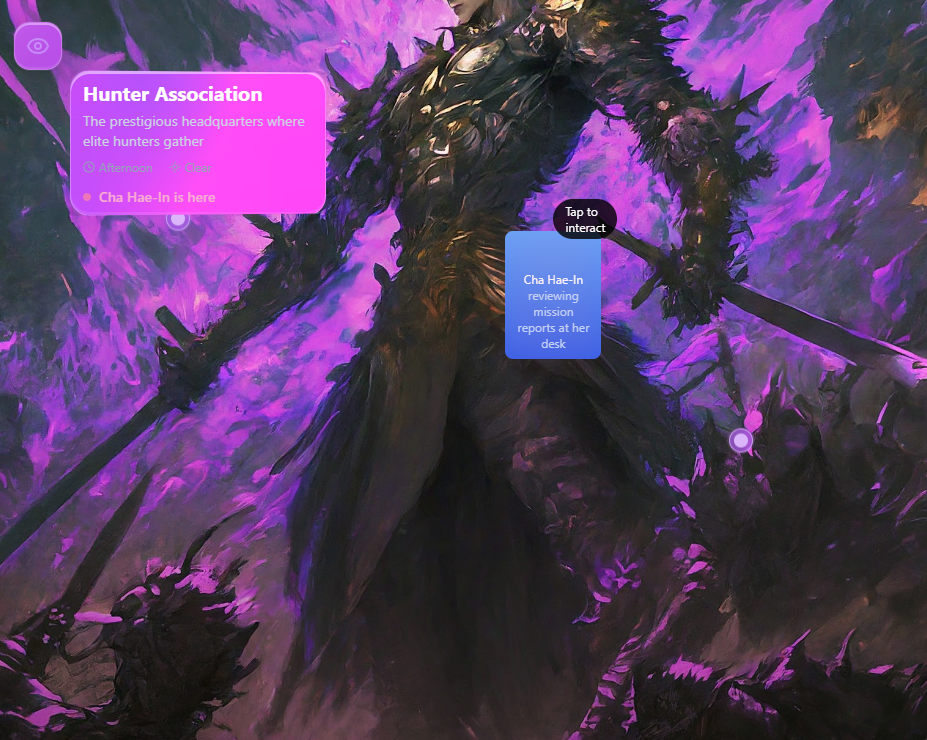 Hunter Association
The prestigious headquarters where
elite hunters gather
Afternoon
Clear
Cha Hae-In is here
Tap to
interact
Cha Hae-In
reviewing
mission
reports at her
desk